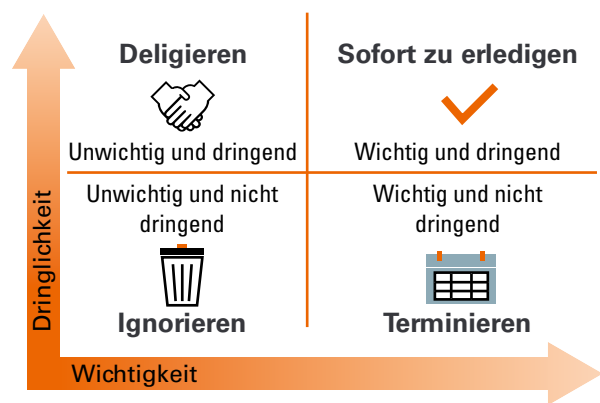 Deligieren
Sofort zu erledigen
Unwichtig und dringend
Wichtig und dringend
Unwichtig und nicht
dringend
Wichtig und nicht
dringend
Ignorieren
Terminieren
Dringlichkeit
Wichtigkeit